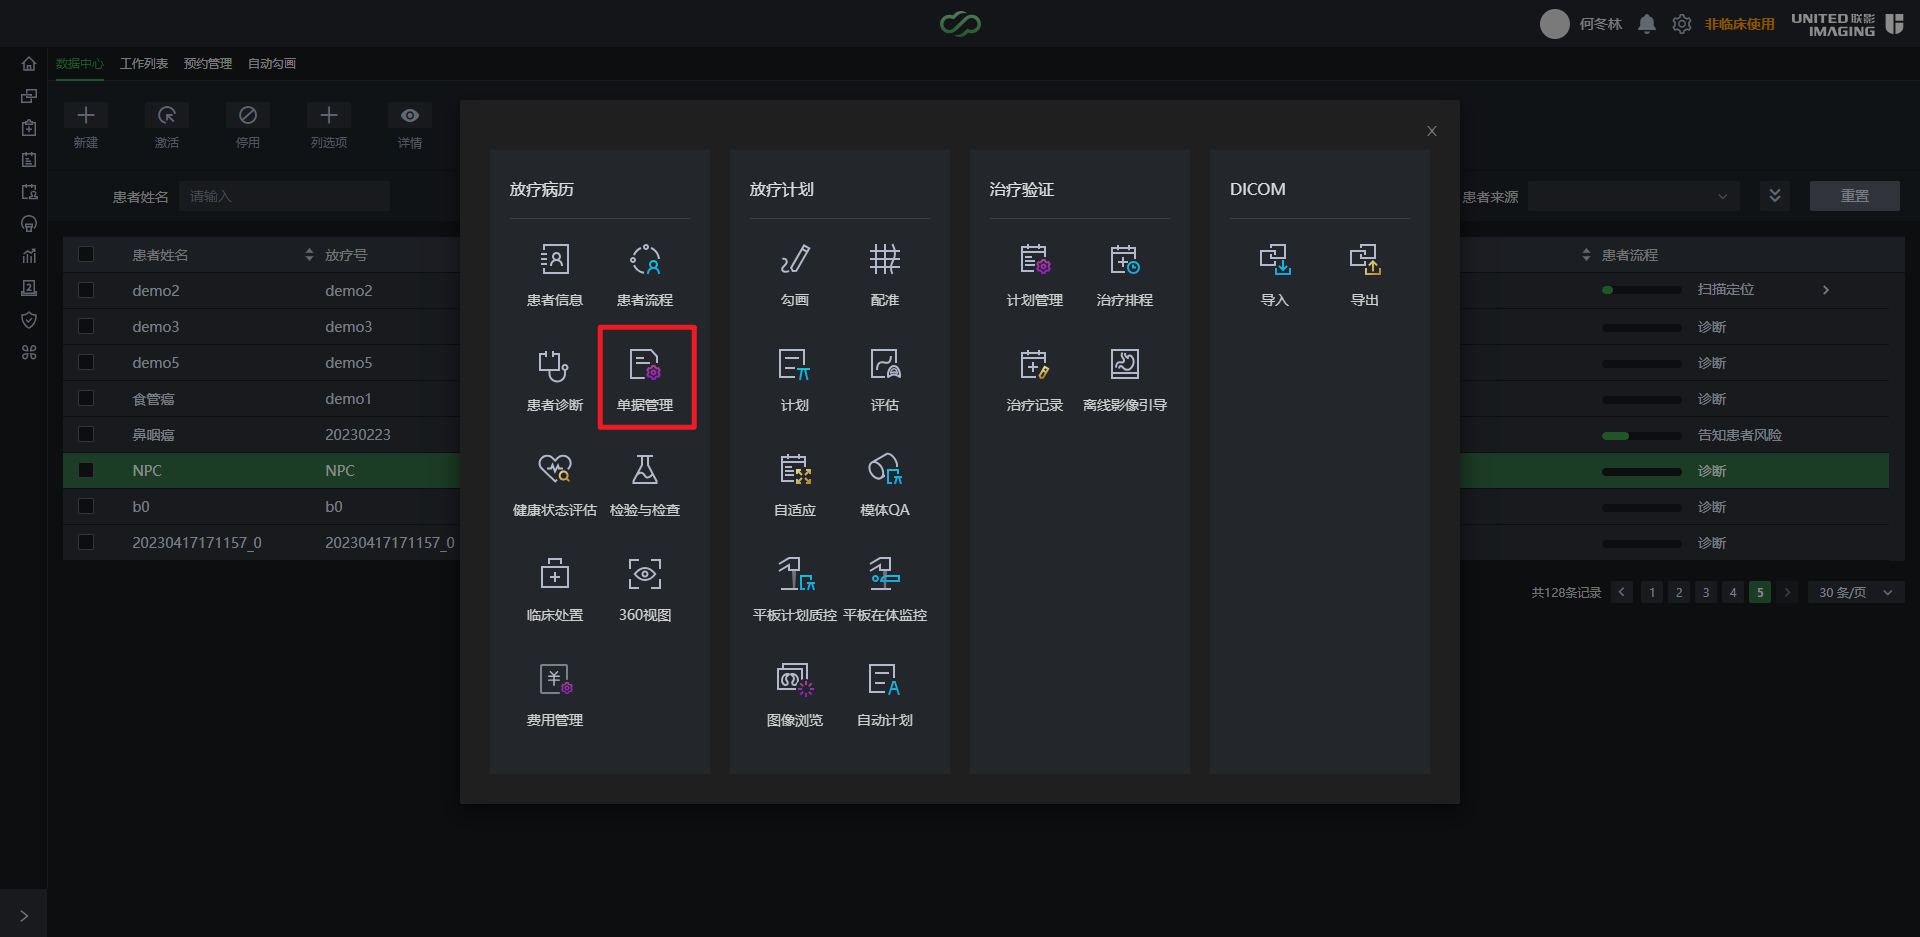 何冬林
非临床使用
UNITED 联影
IMAGING
数据中心 工作列表 预约管理 自动勾画
新建 激活 停用 列选项 详情
患者姓名 请输入
患者来源 重置
患者姓名 放疗号 患者流程
demo2 demo2 扫描定位
demo3 demo3 诊断
demo5 demo5 诊断
食管癌 demo1 诊断
鼻咽癌 20230223 告知患者风险
NPC NPC 诊断
b0 b0 诊断
20230417171157_0 20230417171157_0 诊断
共128条记录 1 2 3 4 5 30 条/页
X
放疗病历
患者信息 患者流程
患者诊断 单据管理
健康状态评估 检验与检查
临床处置 360视图
费用管理
放疗计划
勾画 配准
计划 评估
自适应 模体QA
平板计划质控 平板在体监控
图像浏览 自动计划
治疗验证
计划管理 治疗排程
治疗记录 离线影像引导
DICOM
导入 导出